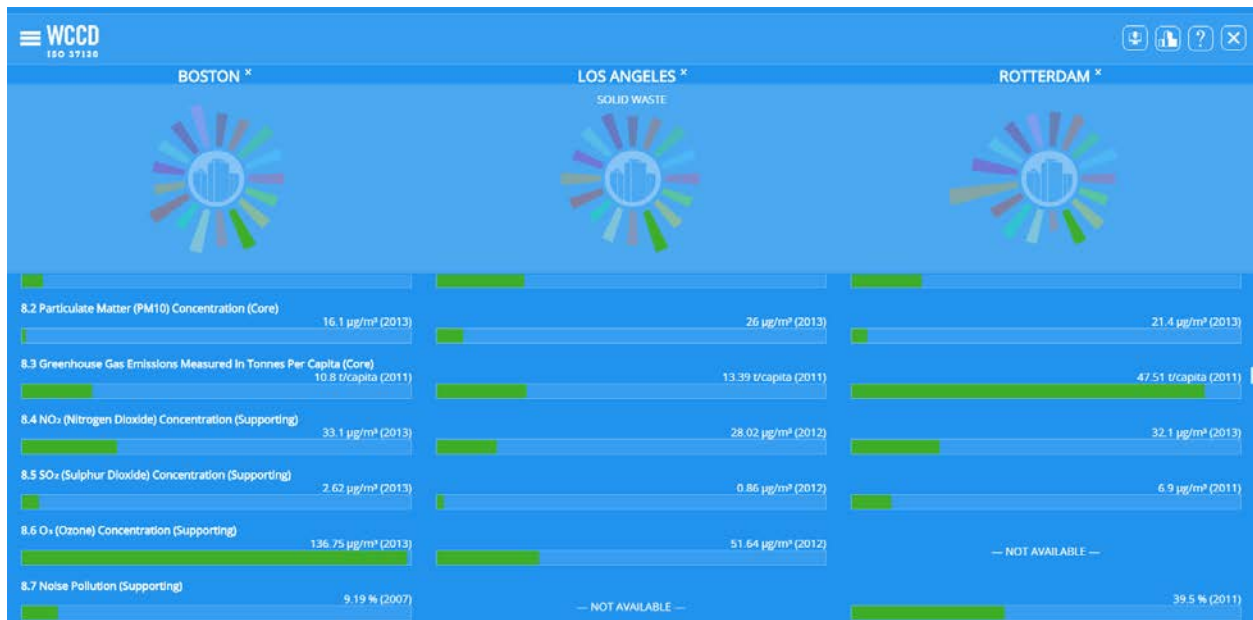 WCCD
ISO 37120
?
BOSTON ×
LOS ANGELES ×
ROTTERDAM ×
SOLID WASTE
8.2 Particulate Matter (PM10) Concentration (Core)
16.1 µg/m³ (2013)
26 µg/m³ (2013)
21.4 µg/m³ (2013)
8.3 Greenhouse Gas Emissions Measured In Tonnes Per Capita (Core)
10.8 t/capita (2011)
13.39 t/capita (2011)
47.51 t/capita (2011)
8.4 NO₂ (Nitrogen Dioxide) Concentration (Supporting)
33.1 µg/m³ (2013)
28.02 µg/m³ (2012)
32.1 µg/m³ (2013)
8.5 SO₂ (Sulphur Dioxide) Concentration (Supporting)
2.62 µg/m³ (2013)
0.86 µg/m³ (2012)
6.9 µg/m³ (2011)
8.6 O₃ (Ozone) Concentration (Supporting)
136.75 µg/m³ (2013)
51.64 µg/m³ (2012)
— NOT AVAILABLE —
8.7 Noise Pollution (Supporting)
9.19 % (2007)
— NOT AVAILABLE —
39.5 % (2011)